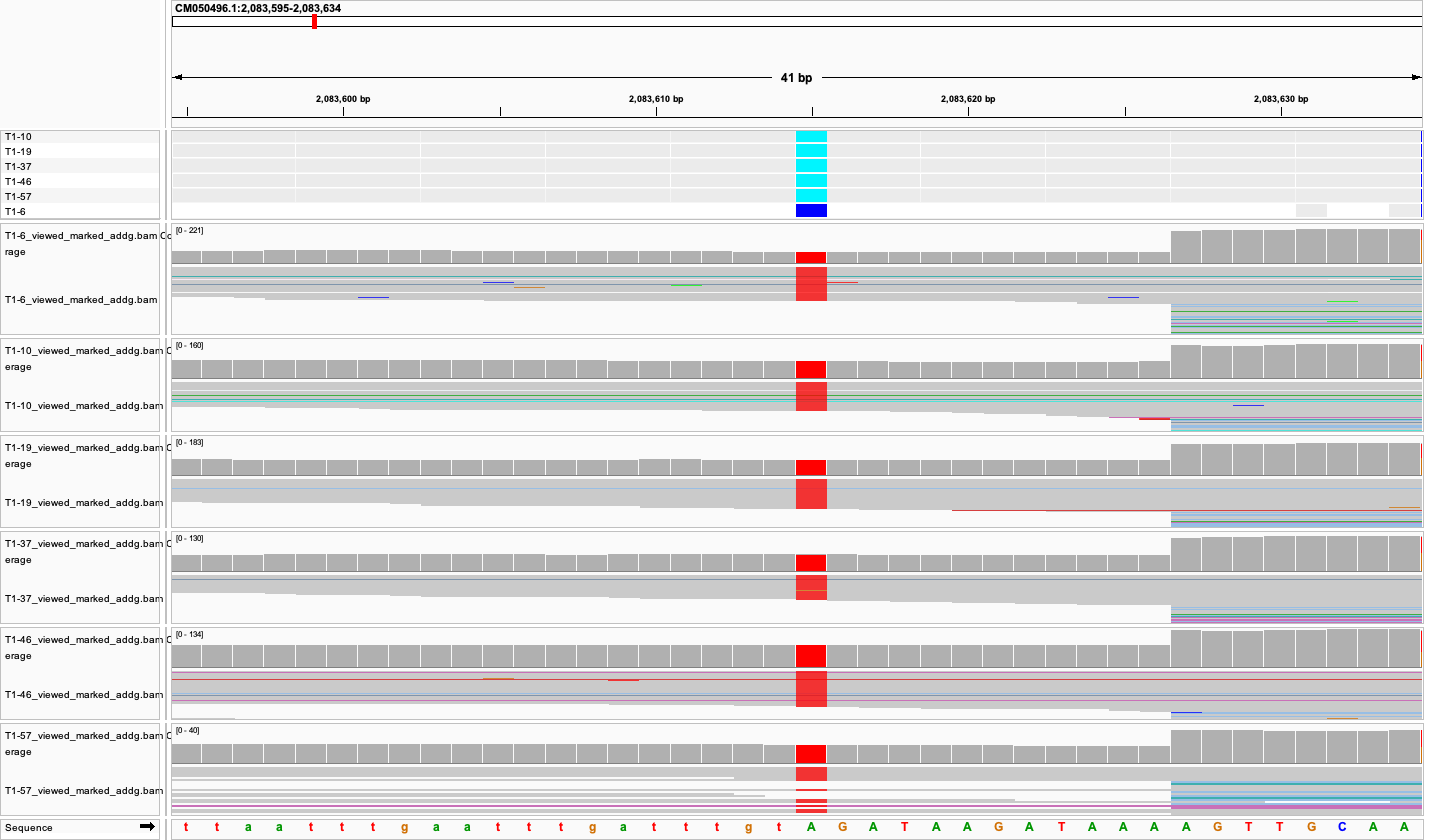 CM050496.1:2,083,595-2,083,634
41 bp
2,083,600 bp 2,083,610 bp 2,083,620 bp 2,083,630 bp
T1-10
T1-19
T1-37
T1-46
T1-57
T1-6
T1-6_viewed_marked_addg.bam Co
rage
[0 - 221]
T1-6_viewed_marked_addg.bam
T1-10_viewed_marked_addg.bam C
erage
[0 - 160]
T1-10_viewed_marked_addg.bam
T1-19_viewed_marked_addg.bam C
erage
[0 - 183]
T1-19_viewed_marked_addg.bam
T1-37_viewed_marked_addg.bam C
erage
[0 - 130]
T1-37_viewed_marked_addg.bam
T1-46_viewed_marked_addg.bam C
erage
[0 - 134]
T1-46_viewed_marked_addg.bam
T1-57_viewed_marked_addg.bam C
erage
[0 - 40]
T1-57_viewed_marked_addg.bam
Sequence t t a a t t t g a a t t t g a t t t g t A G A T A A G A T A A A A G T T G C A A